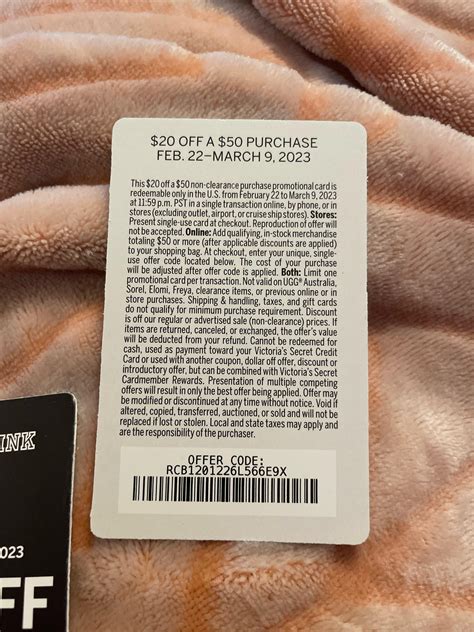 $20 OFF A $50 PURCHASE
FEB. 22–MARCH 9, 2023
This $20 off a $50 non-clearance purchase promotional card is
redeemable only in the U.S. from February 22 to March 9, 2023
at 11:59 p.m. PST in a single transaction online, by phone, or in
stores (excluding outlet, airport, or cruise ship stores). Stores:
Present single-use card at checkout. Reproduction of offer will
not be accepted. Online: Add qualifying, in-stock merchandise
totaling $50 or more (after applicable discounts are applied)
to your shopping bag. At checkout, enter your unique, single-
use offer code located below. The cost of your purchase
will be adjusted after offer code is applied. Both: Limit one
promotional card per transaction. Not valid on UGG® Australia,
Sorel, Elomi, Freya, clearance items, or previous online or in
store purchases. Shipping & handling, taxes, and gift cards
do not qualify for minimum purchase requirement. Discount
is off our regular or advertised sale (non-clearance) prices. If
items are returned, canceled, or exchanged, the offer's value
will be deducted from your refund. Cannot be redeemed for
cash, used as payment toward your Victoria's Secret Credit
Card or used with another coupon, dollar off offer, discount or
introductory offer, but can be combined with Victoria's Secret
Cardmember Rewards. Presentation of multiple competing
offers will result in only the best offer being applied. Offer may
be modified or discontinued at any time without notice. Void if
altered, copied, transferred, auctioned, or sold and will not be
replaced if lost or stolen. Local and state taxes may apply and
are the responsibility of the purchaser.
OFFER CODE:
RCB1201226L566E9X
INK
023
FF